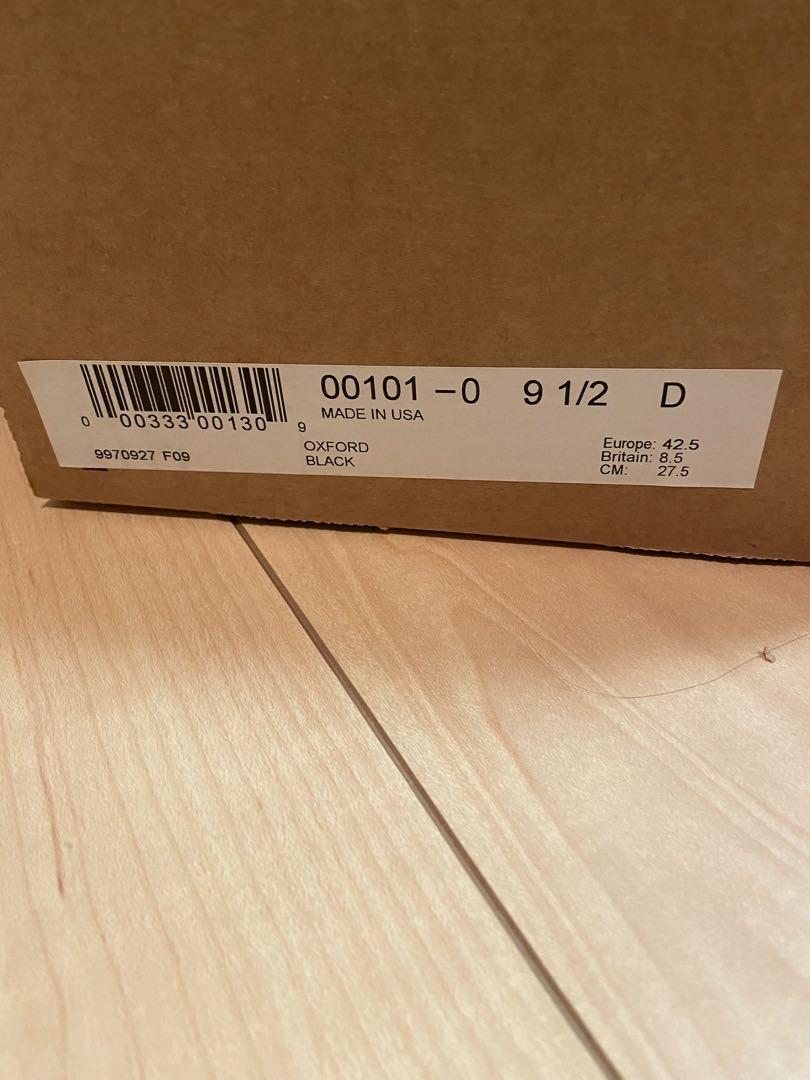 00101 –0 9 1/2 D
MADE IN USA
0 00333 00130 9
9970927 F09
OXFORD
BLACK
Europe: 42.5
Britain: 8.5
CM: 27.5